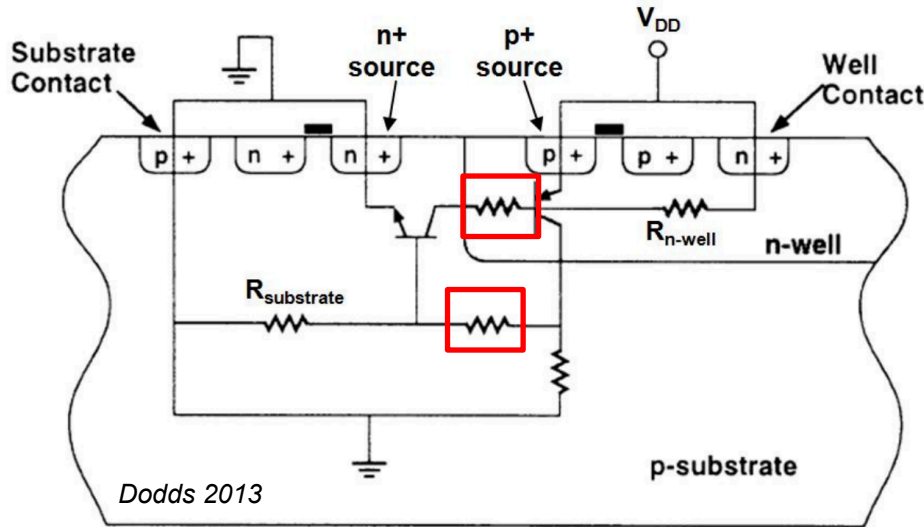 V_DD
n+
source
p+
source
Substrate
Contact
Well
Contact
p +
n +
n +
p +
p +
n +
R_n-well
n-well
R_substrate
p-substrate
Dodds 2013